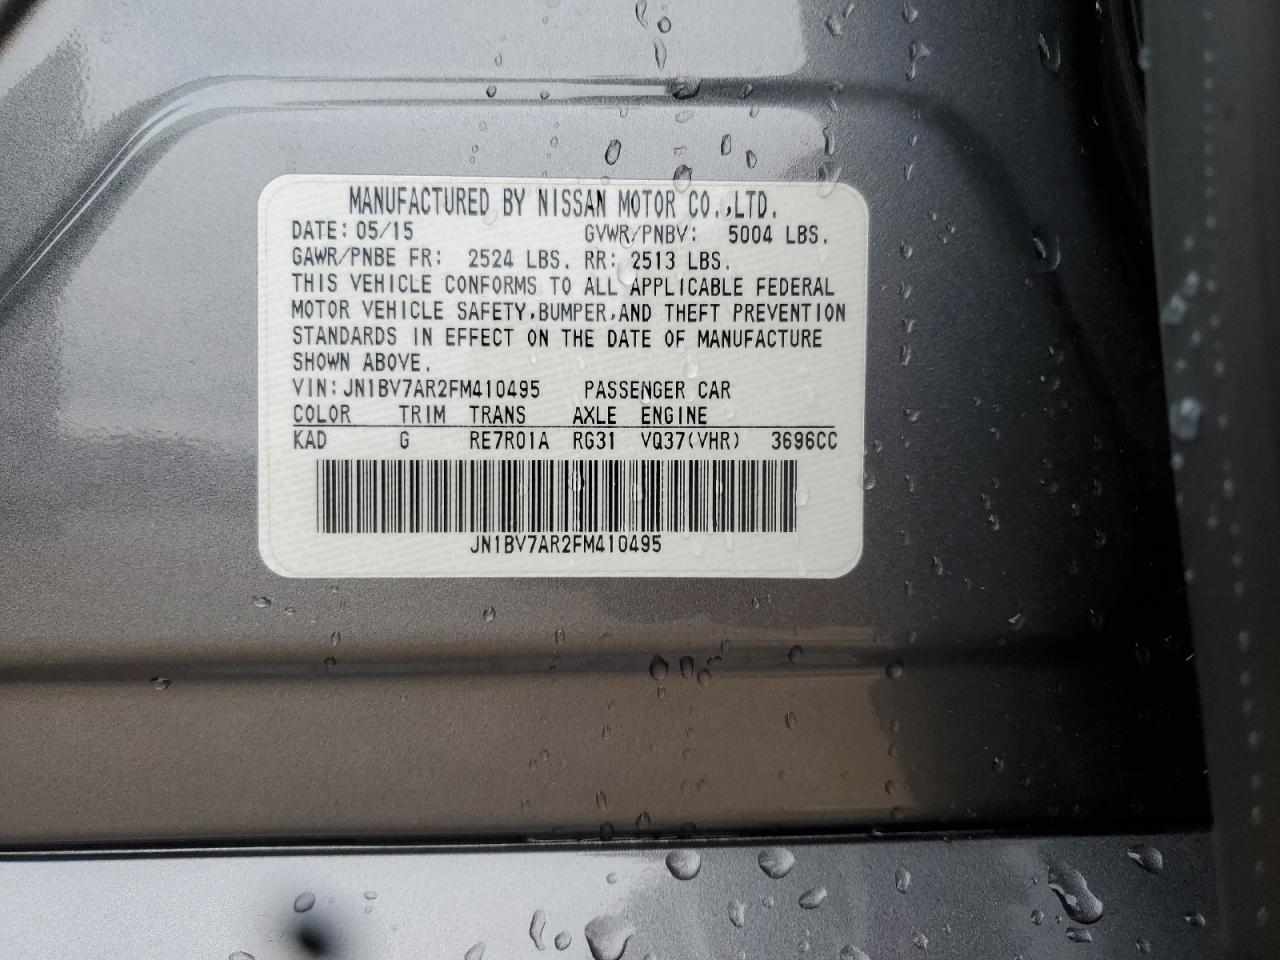 MANUFACTURED BY NISSAN MOTOR CO.,LTD.
DATE: 05/15 GVWR/PNBV: 5004 LBS.
GAWR/PNBE FR: 2524 LBS. RR: 2513 LBS.
THIS VEHICLE CONFORMS TO ALL APPLICABLE FEDERAL
MOTOR VEHICLE SAFETY,BUMPER,AND THEFT PREVENTION
STANDARDS IN EFFECT ON THE DATE OF MANUFACTURE
SHOWN ABOVE.
VIN:JN1BV7AR2FM410495 PASSENGER CAR
COLOR TRIM TRANS AXLE ENGINE
KAD G RE7R01A RG31 VQ37(VHR) 3696CC
JN1BV7AR2FM410495